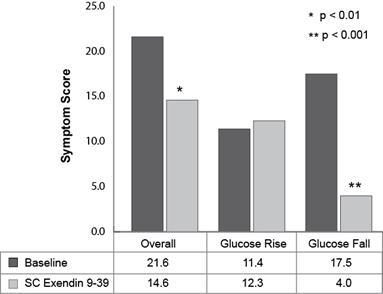 25.0
* p < 0.01
** p < 0.001
20.0
15.0
10.0
5.0
0.0
Symptom Score
*
**
Overall Glucose Rise Glucose Fall
Baseline 21.6 11.4 17.5
SC Exendin 9-39 14.6 12.3 4.0